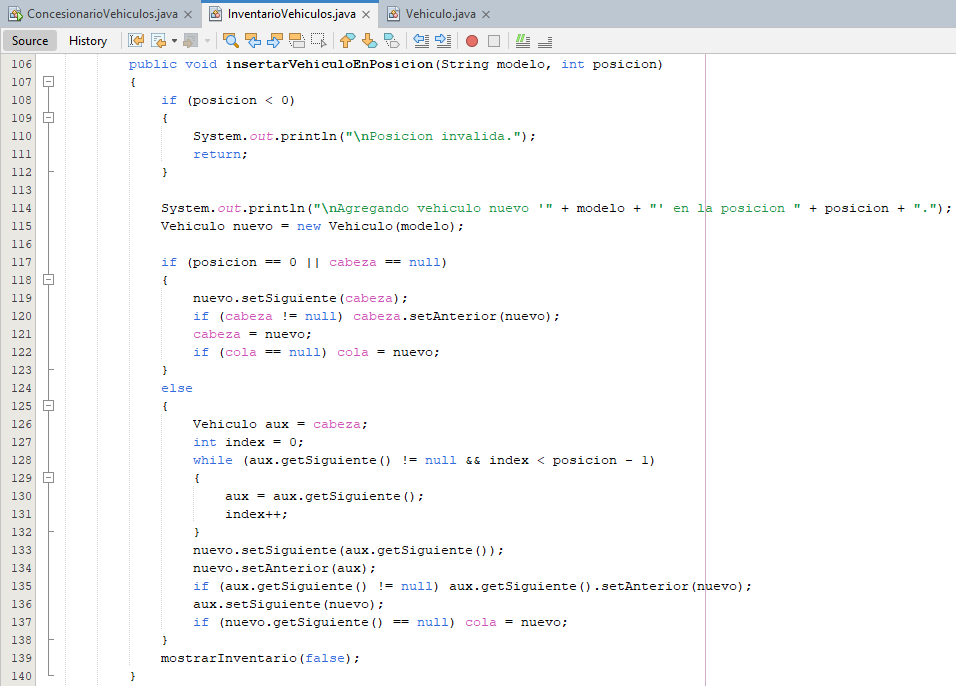 ConcesionarioVehiculos.java InventarioVehiculos.java Vehiculo.java
Source History
106 public void insertarVehiculoEnPosicion(String modelo, int posicion)
107 {
108 if (posicion < 0)
109 {
110 System.out.println("\nPosicion invalida.");
111 return;
112 }
113
114 System.out.println("\nAgregando vehiculo nuevo '" + modelo + "' en la posicion " + posicion + ".");
115 Vehiculo nuevo = new Vehiculo(modelo);
116
117 if (posicion == 0 || cabeza == null)
118 {
119 nuevo.setSiguiente(cabeza);
120 if (cabeza != null) cabeza.setAnterior(nuevo);
121 cabeza = nuevo;
122 if (cola == null) cola = nuevo;
123 }
124 else
125 {
126 Vehiculo aux = cabeza;
127 int index = 0;
128 while (aux.getSiguiente() != null && index < posicion - 1)
129 {
130 aux = aux.getSiguiente();
131 index++;
132 }
133 nuevo.setSiguiente(aux.getSiguiente());
134 nuevo.setAnterior(aux);
135 if (aux.getSiguiente() != null) aux.getSiguiente().setAnterior(nuevo);
136 aux.setSiguiente(nuevo);
137 if (nuevo.getSiguiente() == null) cola = nuevo;
138 }
139 mostrarInventario(false);
140 }